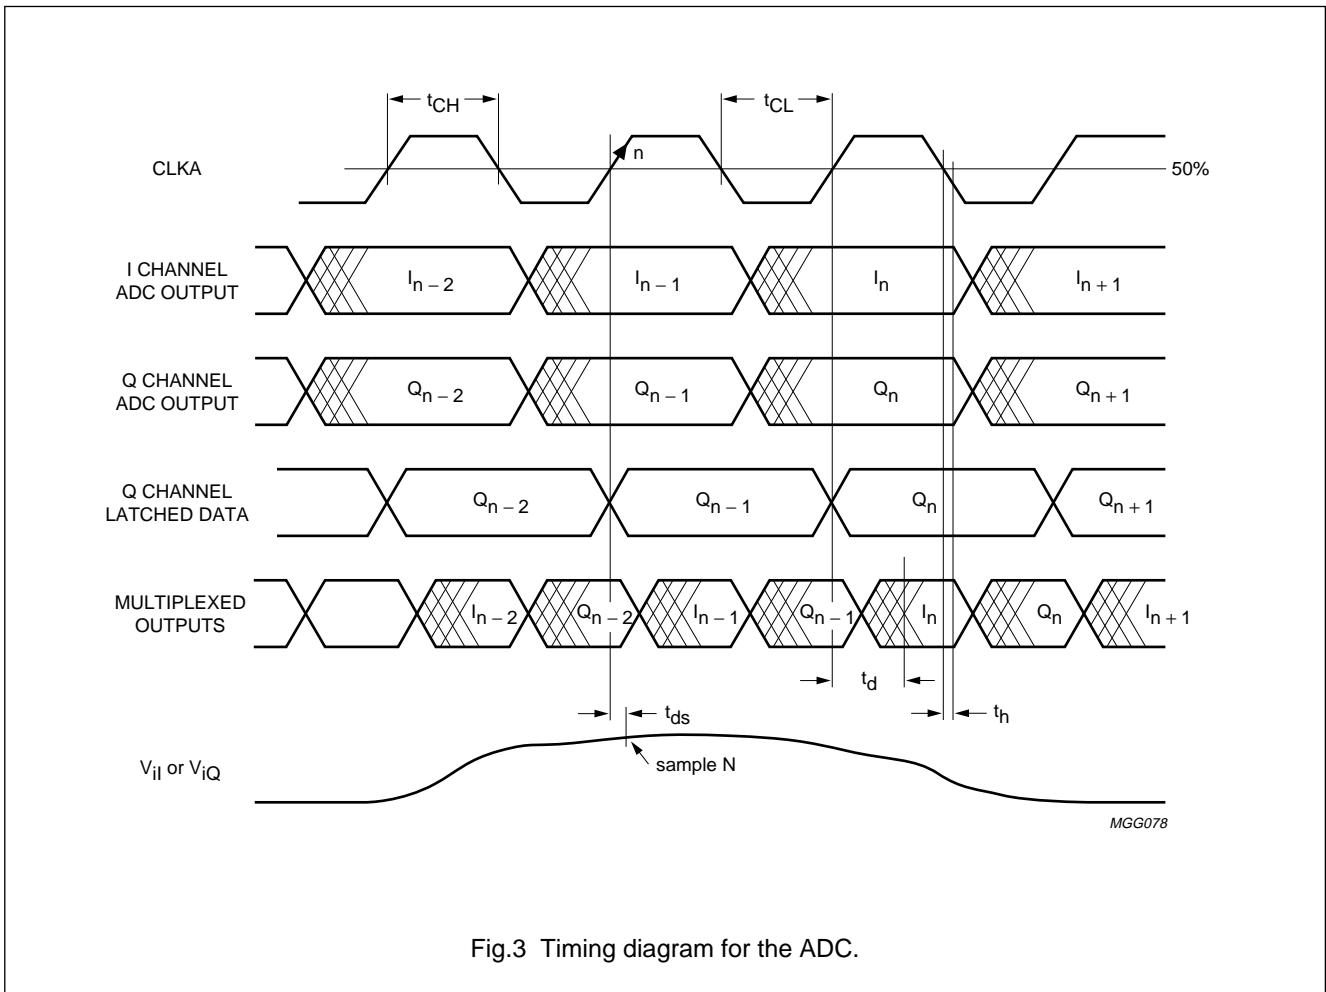 tCH
tCL
n
CLKA
50%
I CHANNEL
ADC OUTPUT
In − 2
In − 1
In
In + 1
Q CHANNEL
ADC OUTPUT
Qn − 2
Qn − 1
Qn
Qn + 1
Q CHANNEL
LATCHED DATA
Qn − 2
Qn − 1
Qn
Qn + 1
MULTIPLEXED
OUTPUTS
In − 2
Qn − 2
In − 1
Qn − 1
In
Qn
In + 1
td
tds
th
sample N
ViI or ViQ
MGG078
Fig.3 Timing diagram for the ADC.